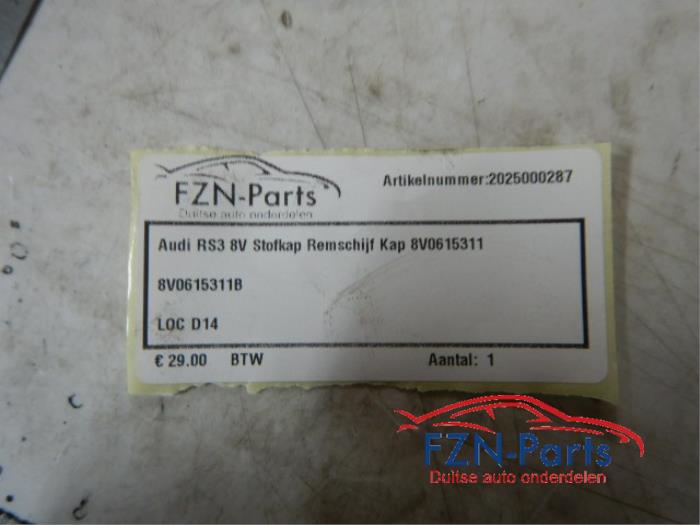 FZN-Parts
Duitse auto onderdelen
Artikelnummer:2025000287
Audi RS3 8V Stofkap Remschijf Kap 8V0615311
8V0615311B
LOC D14
€ 29.00 BTW Aantal: 1
FZN-Parts
Duitse auto onderdelen